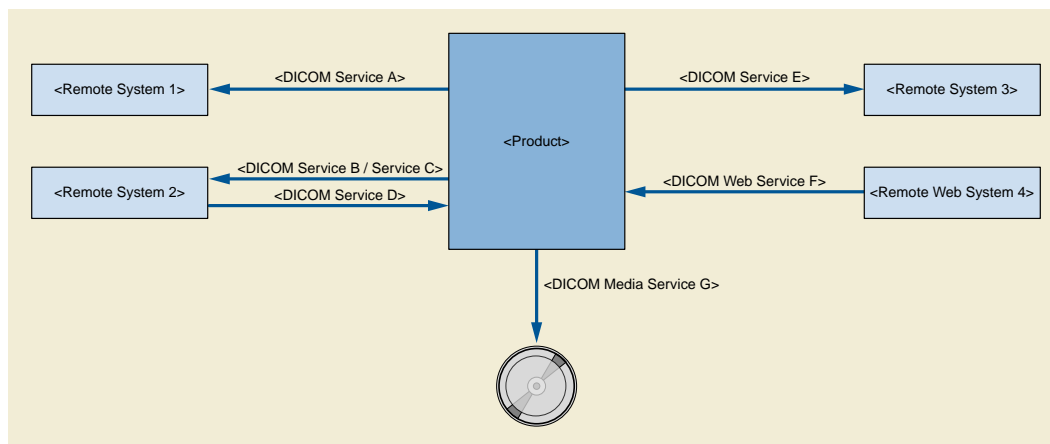 <DICOM Service A>
<DICOM Service E>
<Remote System 1>
<Remote System 3>
<Product>
<DICOM Service B / Service C>
<DICOM Web Service F>
<Remote System 2>
<Remote Web System 4>
<DICOM Service D>
<DICOM Media Service G>